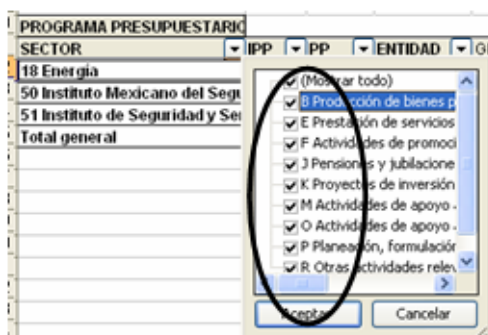 PROGRAMA PRESUPUESTARIO
SECTOR IPP PP ENTIDAD
18 Energía
50 Instituto Mexicano del Segu
51 Instituto de Seguridad y Se
Total general
(Mostrar todo)
B Producción de bienes p
E Prestación de servicios
F Actividades de promoci
J Pensiones y jubilacione
K Proyectos de inversión
M Actividades de apoyo
O Actividades de apoyo
P Planeación, formulación
R Otras actividades relev
Aceptar Cancelar